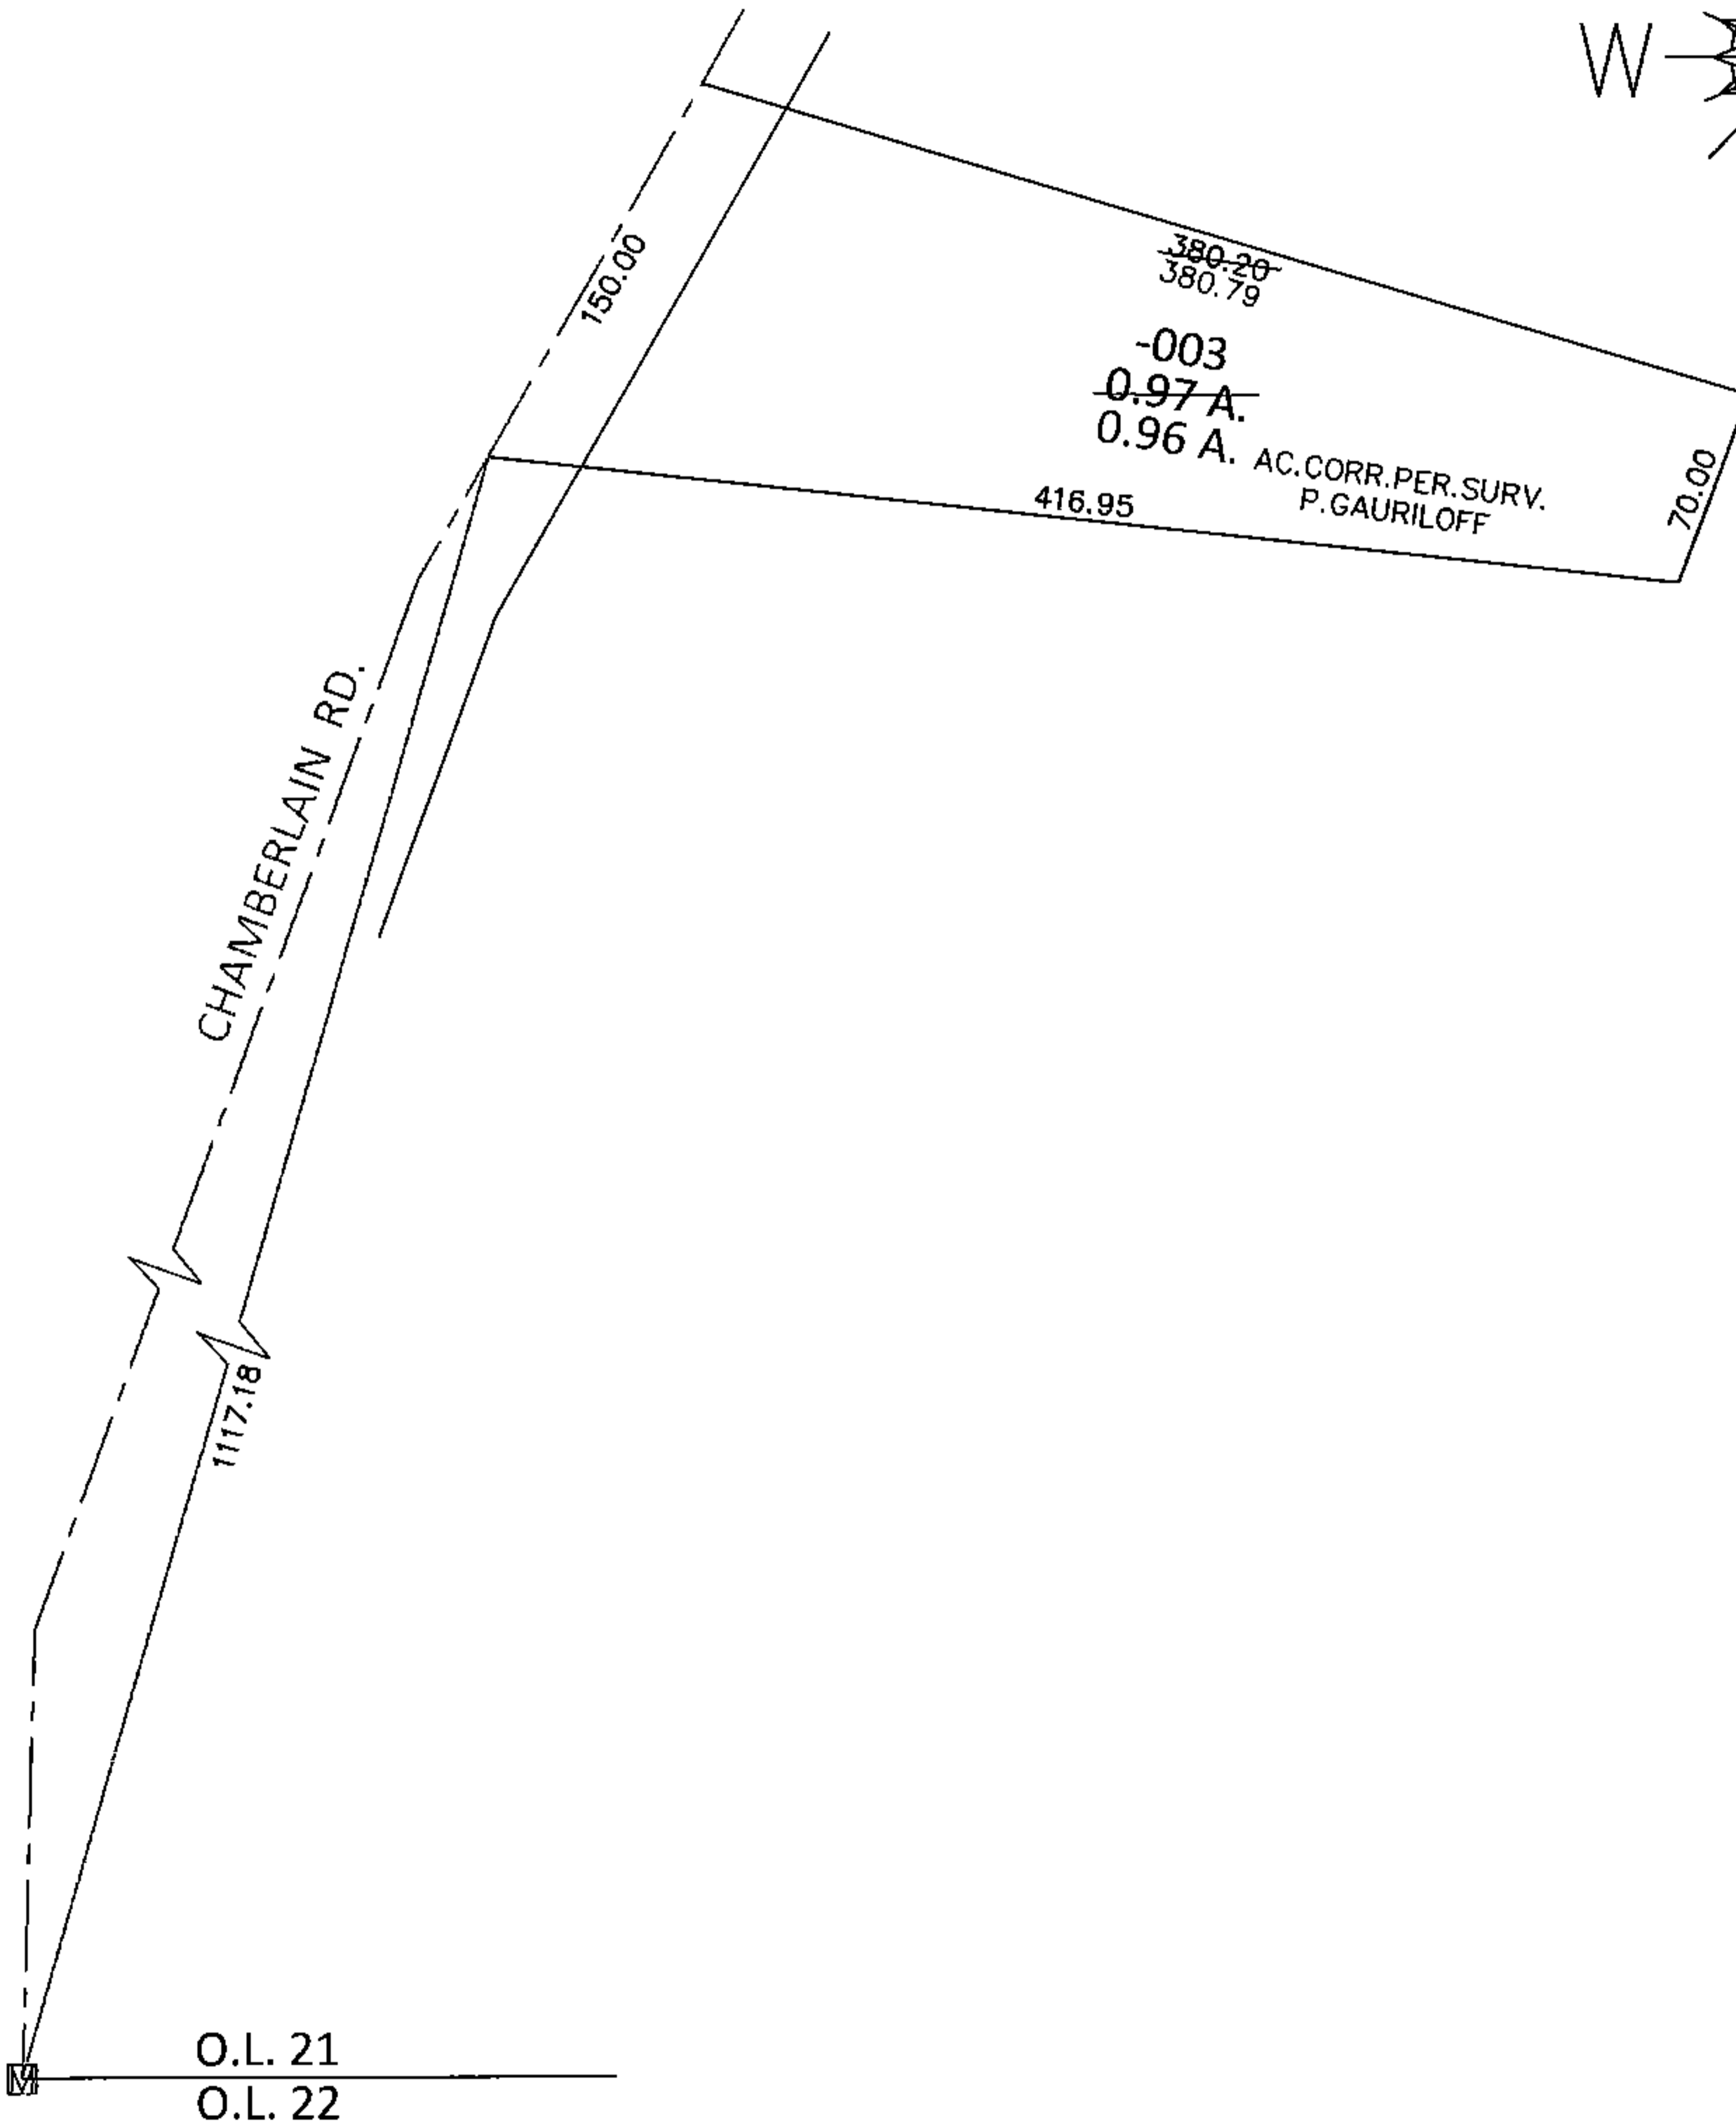 W
150.00
380.20
380.79
-003
0.97 A.
0.96 A.
AC.CORR.PER.SURV.
P.GAURILOFF
416.95
70.00
CHAMBERLAIN RD.
1117.18
O.L. 21
M
O.L. 22